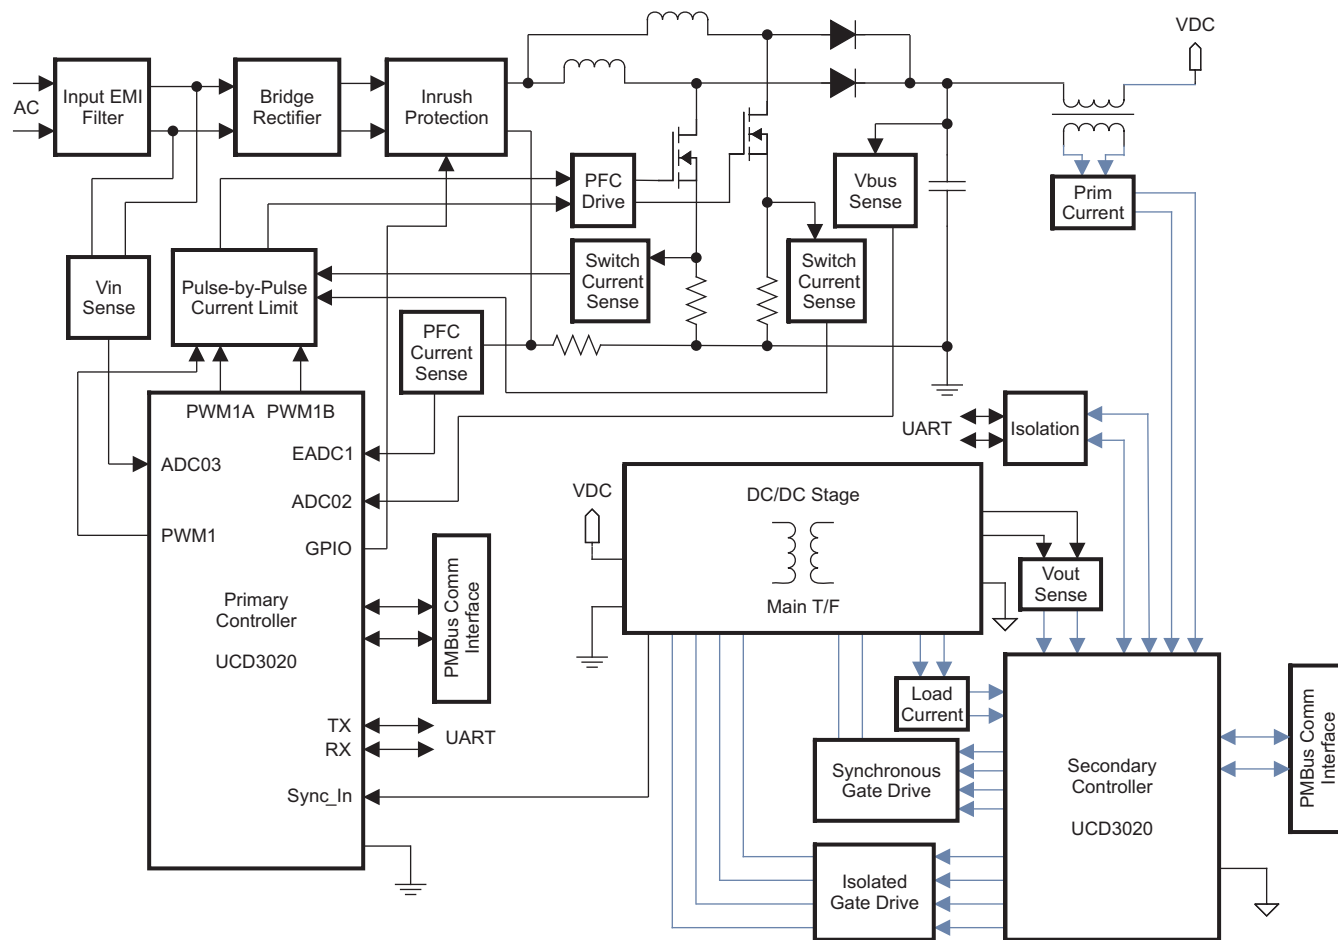 VDC
AC
Input EMI
Filter
Bridge
Rectifier
Inrush
Protection
PFC
Drive
Vbus
Sense
Prim
Current
Vin
Sense
Pulse-by-Pulse
Current Limit
Switch
Current
Sense
Switch
Current
Sense
PFC
Current
Sense
PWM1A
PWM1B
EADC1
ADC03
ADC02
PWM1
GPIO
Primary
Controller
UCD3020
TX
RX
Sync_In
PMBus Comm
Interface
UART
UART
Isolation
VDC
DC/DC Stage
Main T/F
Vout
Sense
Load
Current
Synchronous
Gate Drive
Isolated
Gate Drive
Secondary
Controller
UCD3020
PMBus Comm
Interface